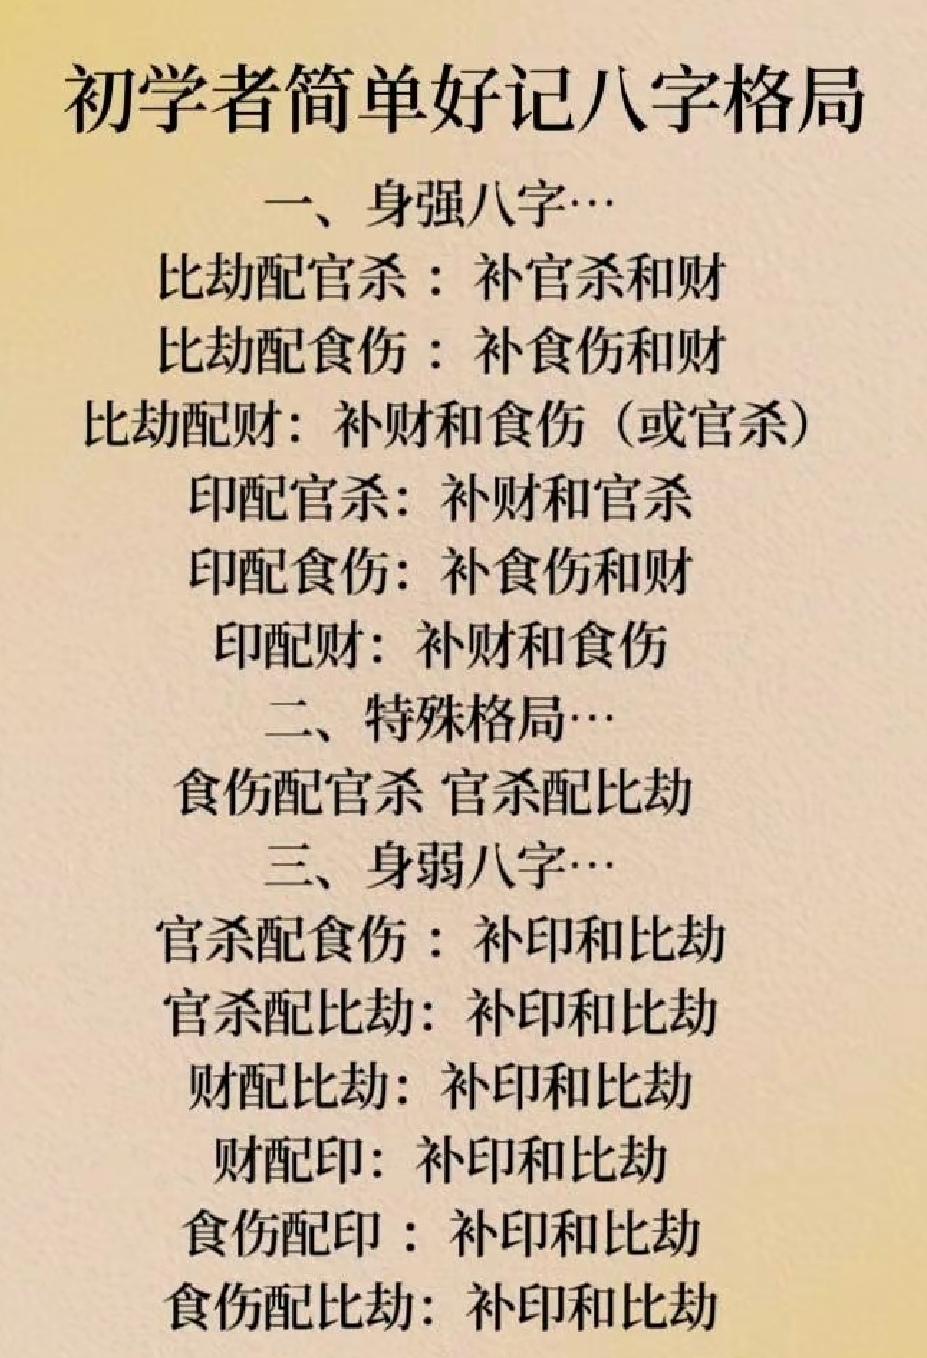 初学者简单好记八字格局
一、身强八字…
比劫配官杀：补官杀和财
比劫配食伤：补食伤和财
比劫配财：补财和食伤（或官杀）
印配官杀：补财和官杀
印配食伤：补食伤和财
印配财：补财和食伤
二、特殊格局…
食伤配官杀 官杀配比劫
三、身弱八字…
官杀配食伤：补印和比劫
官杀配比劫：补印和比劫
财配比劫：补印和比劫
财配印：补印和比劫
食伤配印：补印和比劫
食伤配比劫：补印和比劫